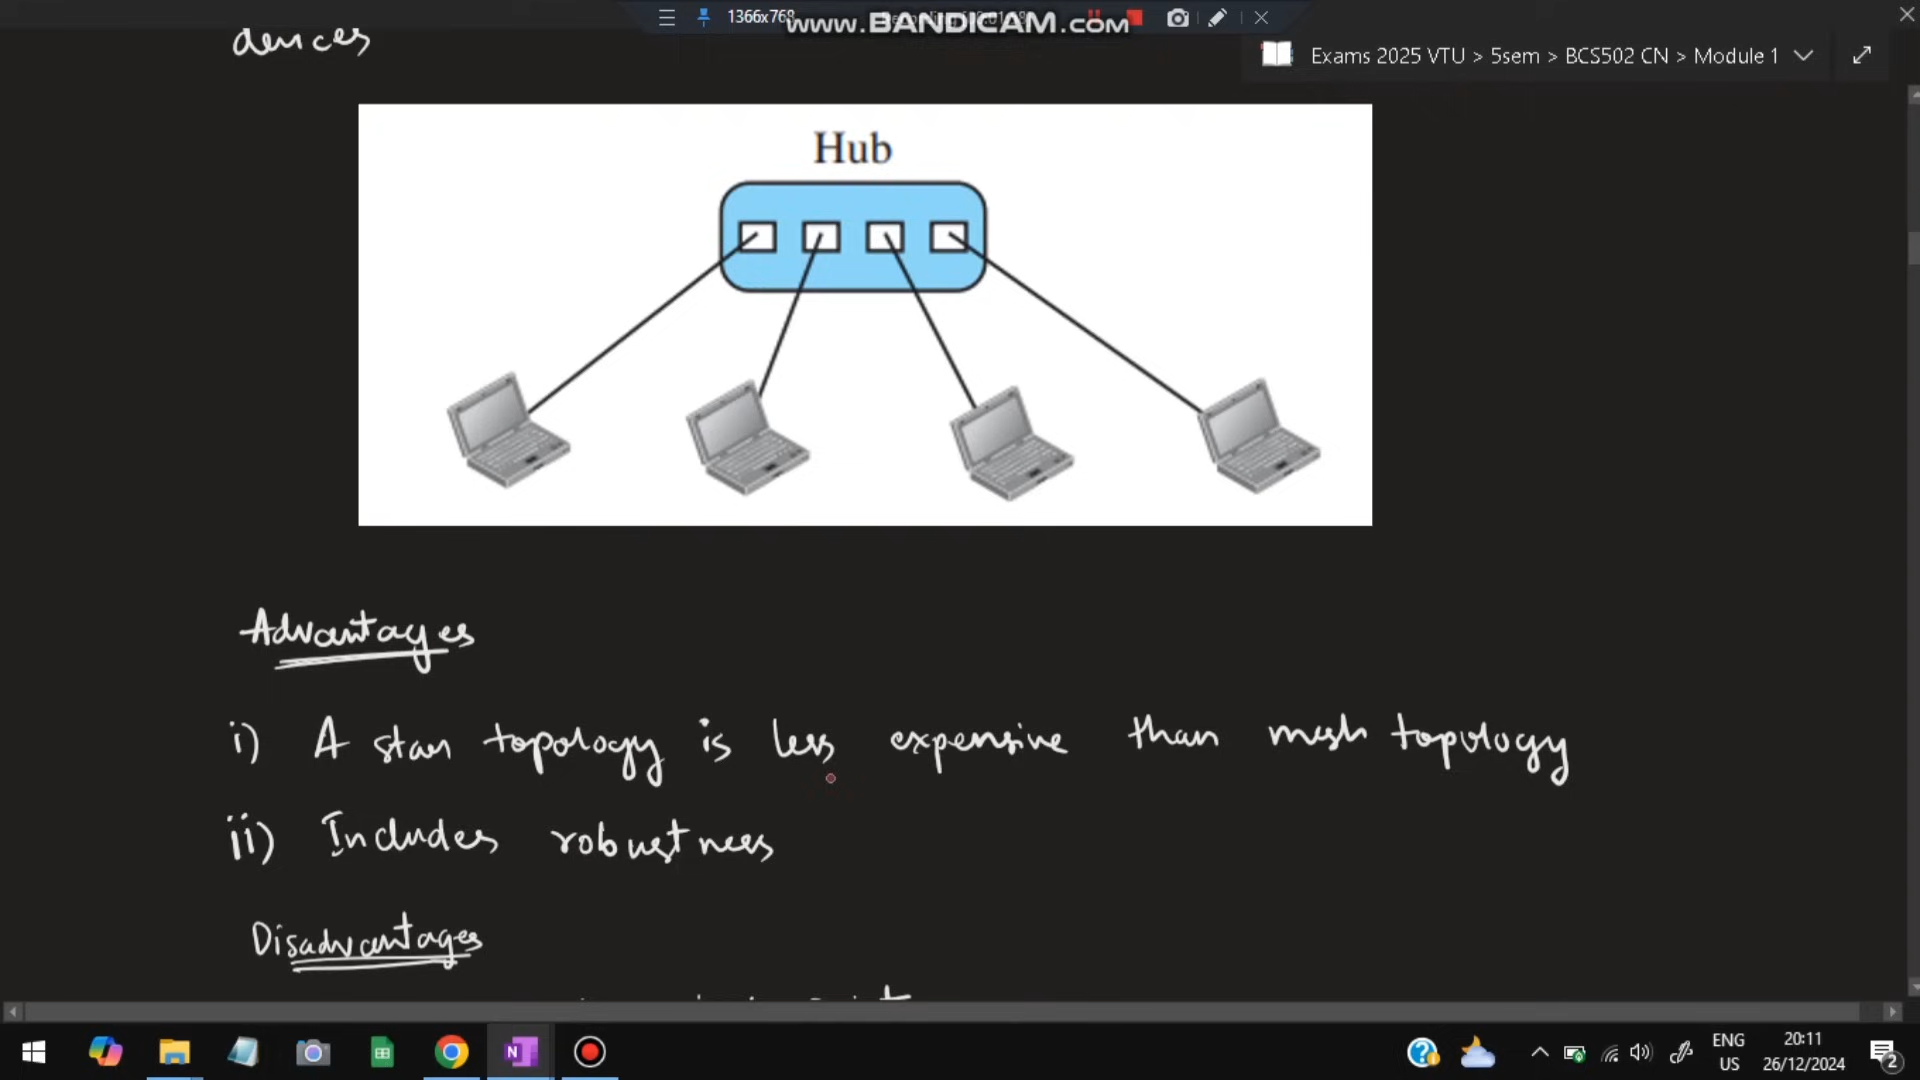 1366x768
www.BANDICAM.com
devices
Exams 2025 VTU > 5sem > BCS502 CN > Module 1
Hub
Advantages
i) A star topology is less expensive than mesh topology
ii) Includes robustness
Disadvantages
ENG
US
20:11
26/12/2024
2